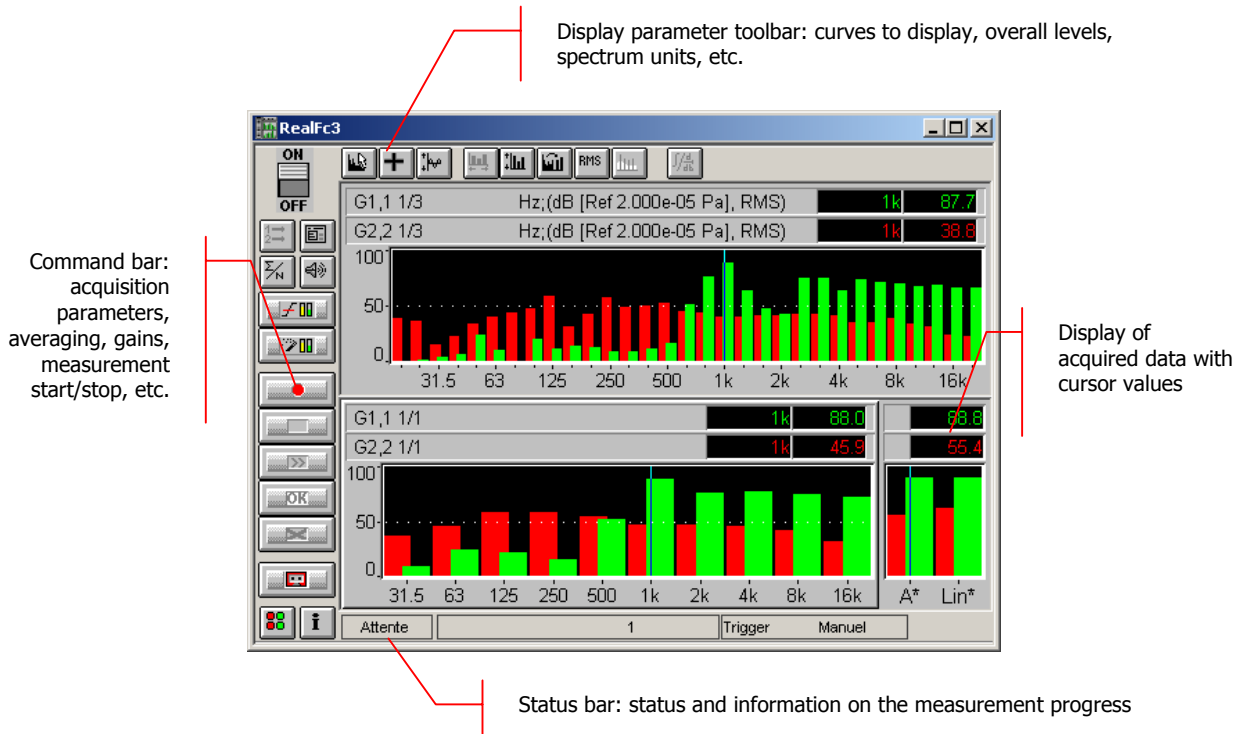 Display parameter toolbar: curves to display, overall levels,
spectrum units, etc.
RealFc3
ON
OFF
RMS
G1,1 1/3 Hz;(dB [Ref 2.000e-05 Pa], RMS) 1k 87.7
G2,2 1/3 Hz;(dB [Ref 2.000e-05 Pa], RMS) 1k 38.8
100
50
0
31.5 63 125 250 500 1k 2k 4k 8k 16k
Command bar:
acquisition
parameters,
averaging, gains,
measurement
start/stop, etc.
Display of
acquired data with
cursor values
G1,1 1/1 1k 88.0 88.8
G2,2 1/1 1k 45.9 55.4
100
50
0
31.5 63 125 250 500 1k 2k 4k 8k 16k A* Lin*
OK
Attente 1 Trigger Manuel
Status bar: status and information on the measurement progress